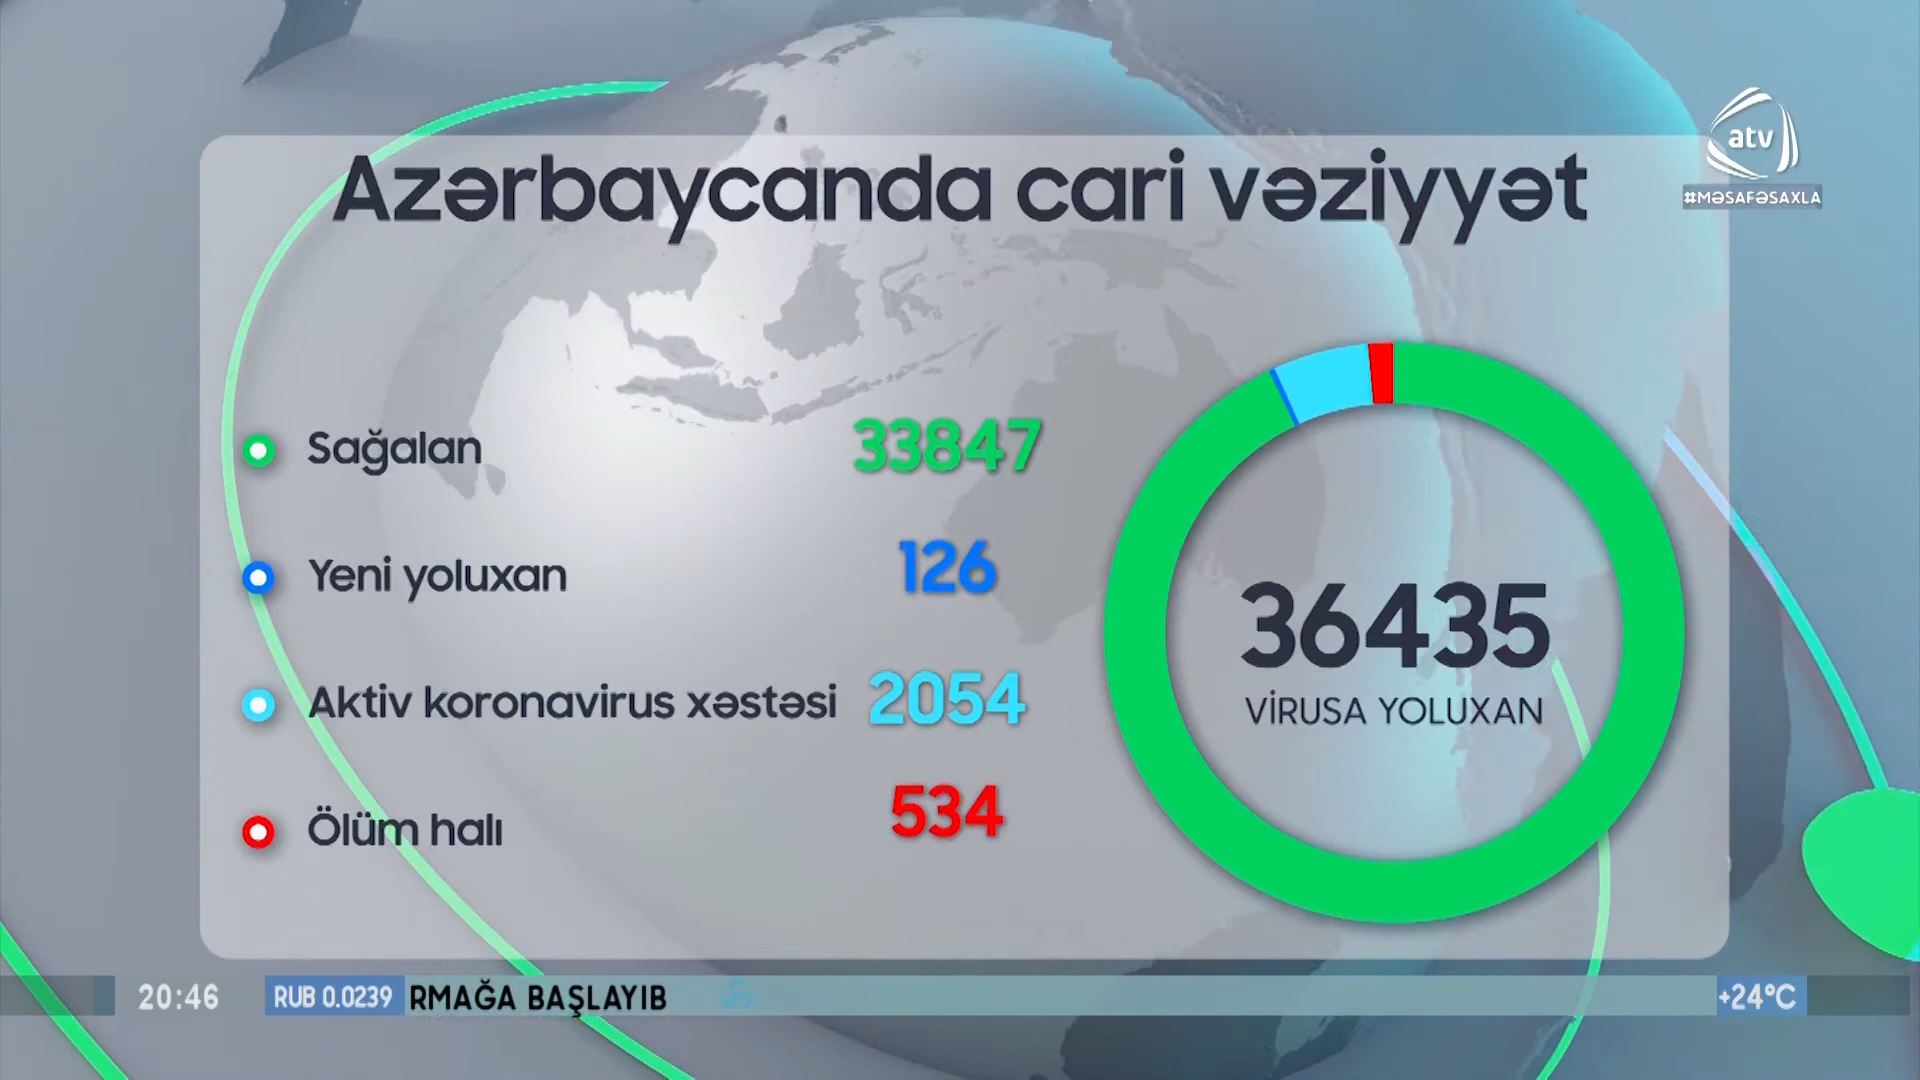 atv
#MƏSAFƏSAXLA
Azərbaycanda cari vəziyyət
Sağalan 33847
Yeni yoluxan 126
Aktiv koronavirus xəstəsi 2054
Ölüm halı 534
36435
VİRUSA YOLUXAN
20:46 RUB 0.0239 RMAĞA BAŞLAYIB +24°C